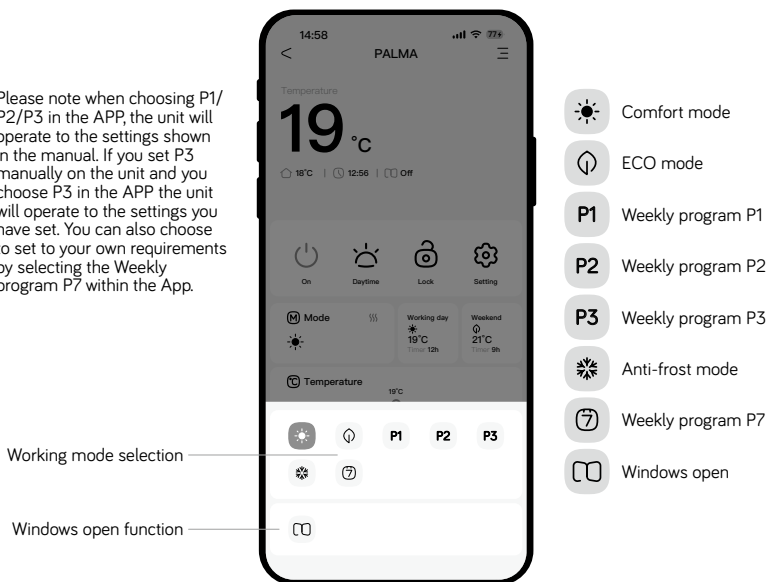 Please note when choosing P1/
P2/P3 in the APP, the unit will
operate to the settings shown
in the manual. If you set P3
manually on the unit and you
choose P3 in the APP the unit
will operate to the settings you
have set. You can also choose
to set to your own requirements
by selecting the Weekly
program P7 within the App.
Working mode selection
Windows open function
14:58
77
< PALMA
Temperature
19 °C
18°C | 12:56 | Off
On Daytime Lock Setting
M Mode
Working day
19°C
Timer 12h
Weekend
21°C
Timer 9h
°C Temperature
19°C
P1 P2 P3
7
Comfort mode
ECO mode
P1 Weekly program P1
P2 Weekly program P2
P3 Weekly program P3
Anti-frost mode
7 Weekly program P7
Windows open